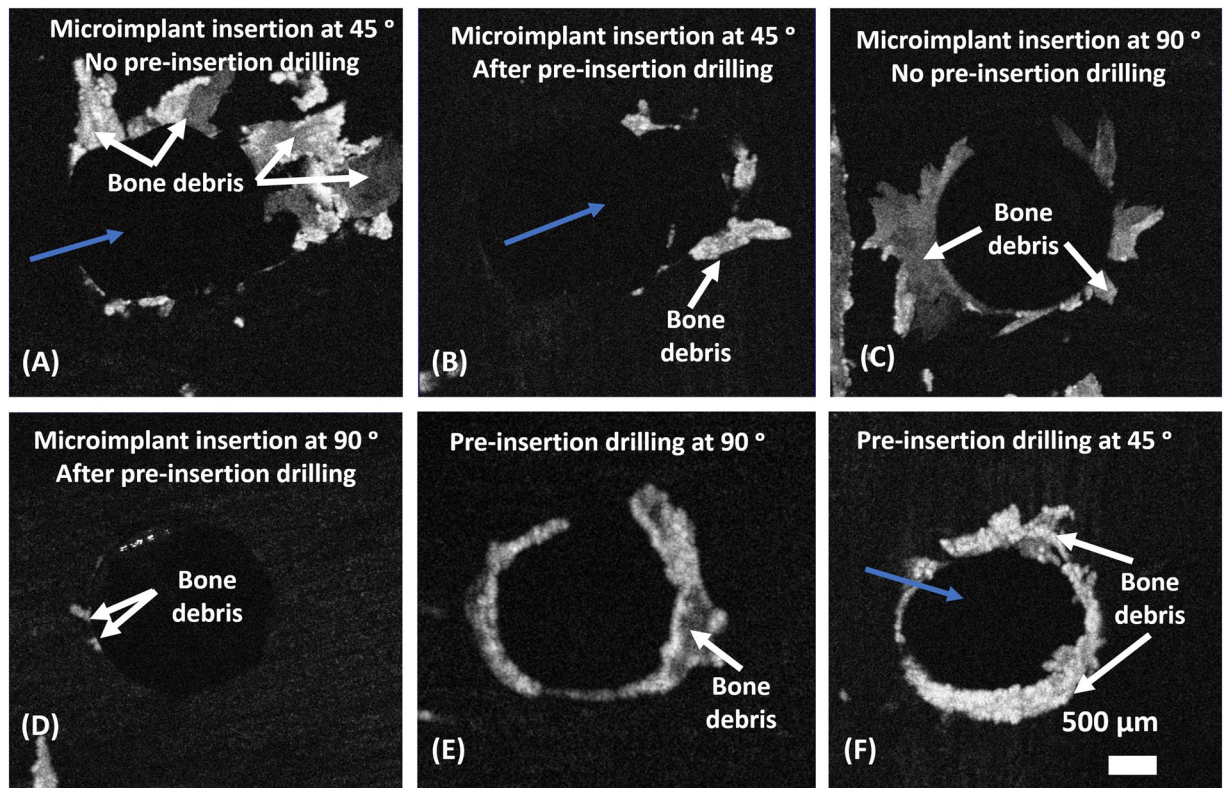 Microimplant insertion at 45 °
No pre-insertion drilling
Bone debris
(A)
Microimplant insertion at 45 °
After pre-insertion drilling
Bone
debris
(B)
Microimplant insertion at 90 °
No pre-insertion drilling
Bone
debris
(C)
Microimplant insertion at 90 °
After pre-insertion drilling
Bone
debris
(D)
Pre-insertion drilling at 90 °
Bone
debris
(E)
Pre-insertion drilling at 45 °
Bone
debris
500 µm
(F)